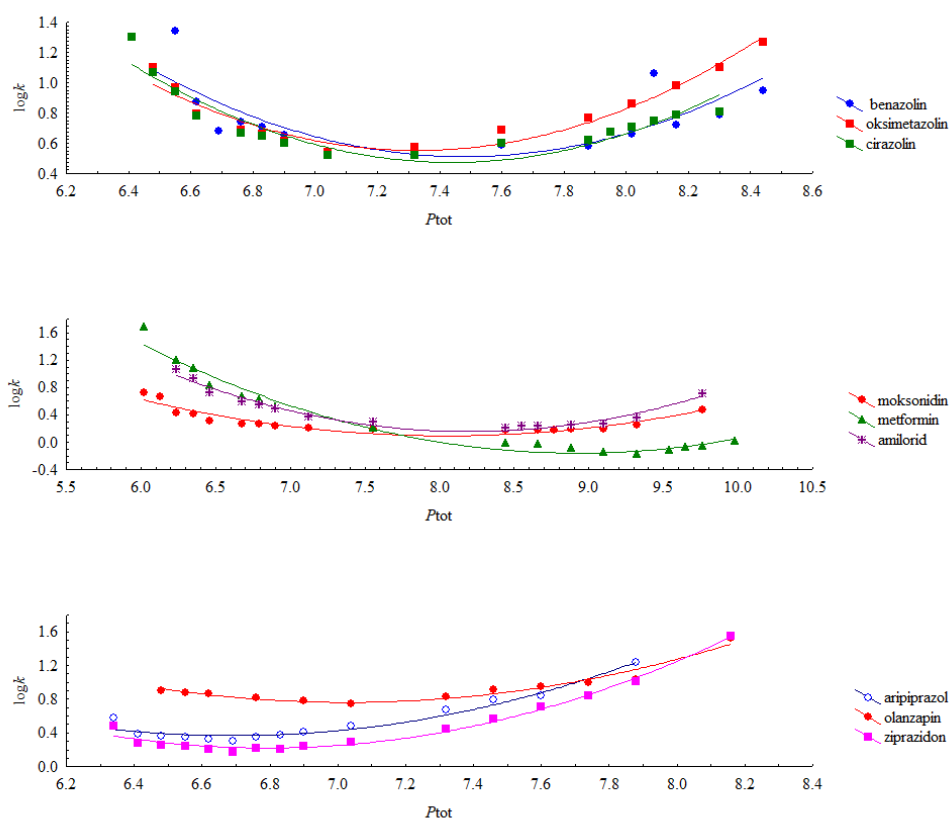 1.4
1.2
1.0
0.8
0.6
0.4
logk
6.2 6.4 6.6 6.8 7.0 7.2 7.4 7.6 7.8 8.0 8.2 8.4 8.6
Ptot
benazolin
oksimetazolin
cirazolin
1.6
1.2
0.8
0.4
0.0
-0.4
logk
5.5 6.0 6.5 7.0 7.5 8.0 8.5 9.0 9.5 10.0 10.5
Ptot
moksonidin
metformin
amilorid
1.6
1.2
0.8
0.4
0.0
logk
6.2 6.4 6.6 6.8 7.0 7.2 7.4 7.6 7.8 8.0 8.2 8.4
Ptot
aripiprazol
olanzapin
ziprazidon